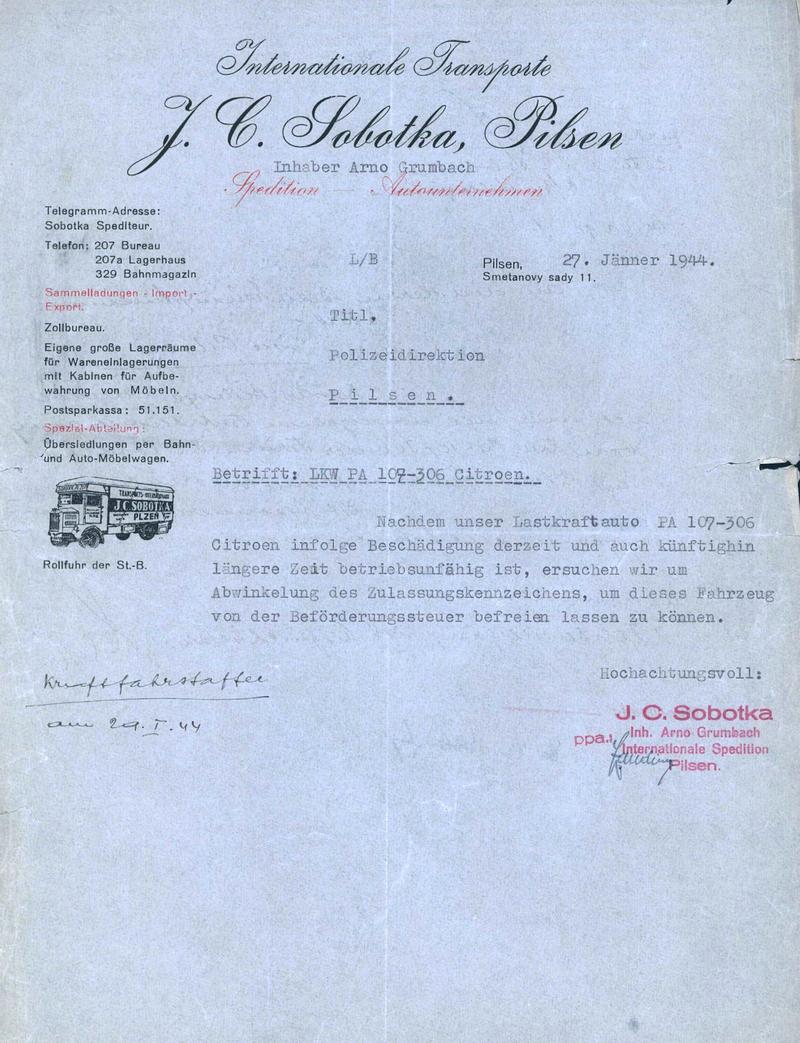 Internationale Transporte
J. C. Sobotka, Pilsen
Inhaber Arno Grumbach
Spedition — Autounternehmen
Telegramm-Adresse:
Sobotka Spediteur.
Telefon: 207 Bureau
207a Lagerhaus
329 Bahnmagazin
L/B
Pilsen, 27. Jänner 1944.
Smetanovy sady 11.
Sammelladungen - Import -
Export.
Zollbureau.
Eigene große Lagerräume
für Wareneinlagerungen
mit Kabinen für Aufbe-
wahrung von Möbeln.
Postsparkassa: 51.151.
Spezial-Abteilung:
Übersiedlungen per Bahn-
und Auto-Möbelwagen.
J.C. SOBOTKA
PLZEŇ
Rollfuhr der St.-B.
Titl.
Polizeidirektion
Pilsen.
Betrifft: LKW PA 107-306 Citroen.
Nachdem unser Lastkraftauto PA 107-306
Citroen infolge Beschädigung derzeit und auch künftighin
längere Zeit betriebsunfähig ist, ersuchen wir um
Abwinkelung des Zulassungskennzeichens, um dieses Fahrzeug
von der Beförderungssteuer befreien lassen zu können.
Hochachtungsvoll:
Kraftfahrstaffel
am 29. I. 44
J. C. Sobotka
ppa. Inh. Arno Grumbach
Internationale Spedition
Pilsen.